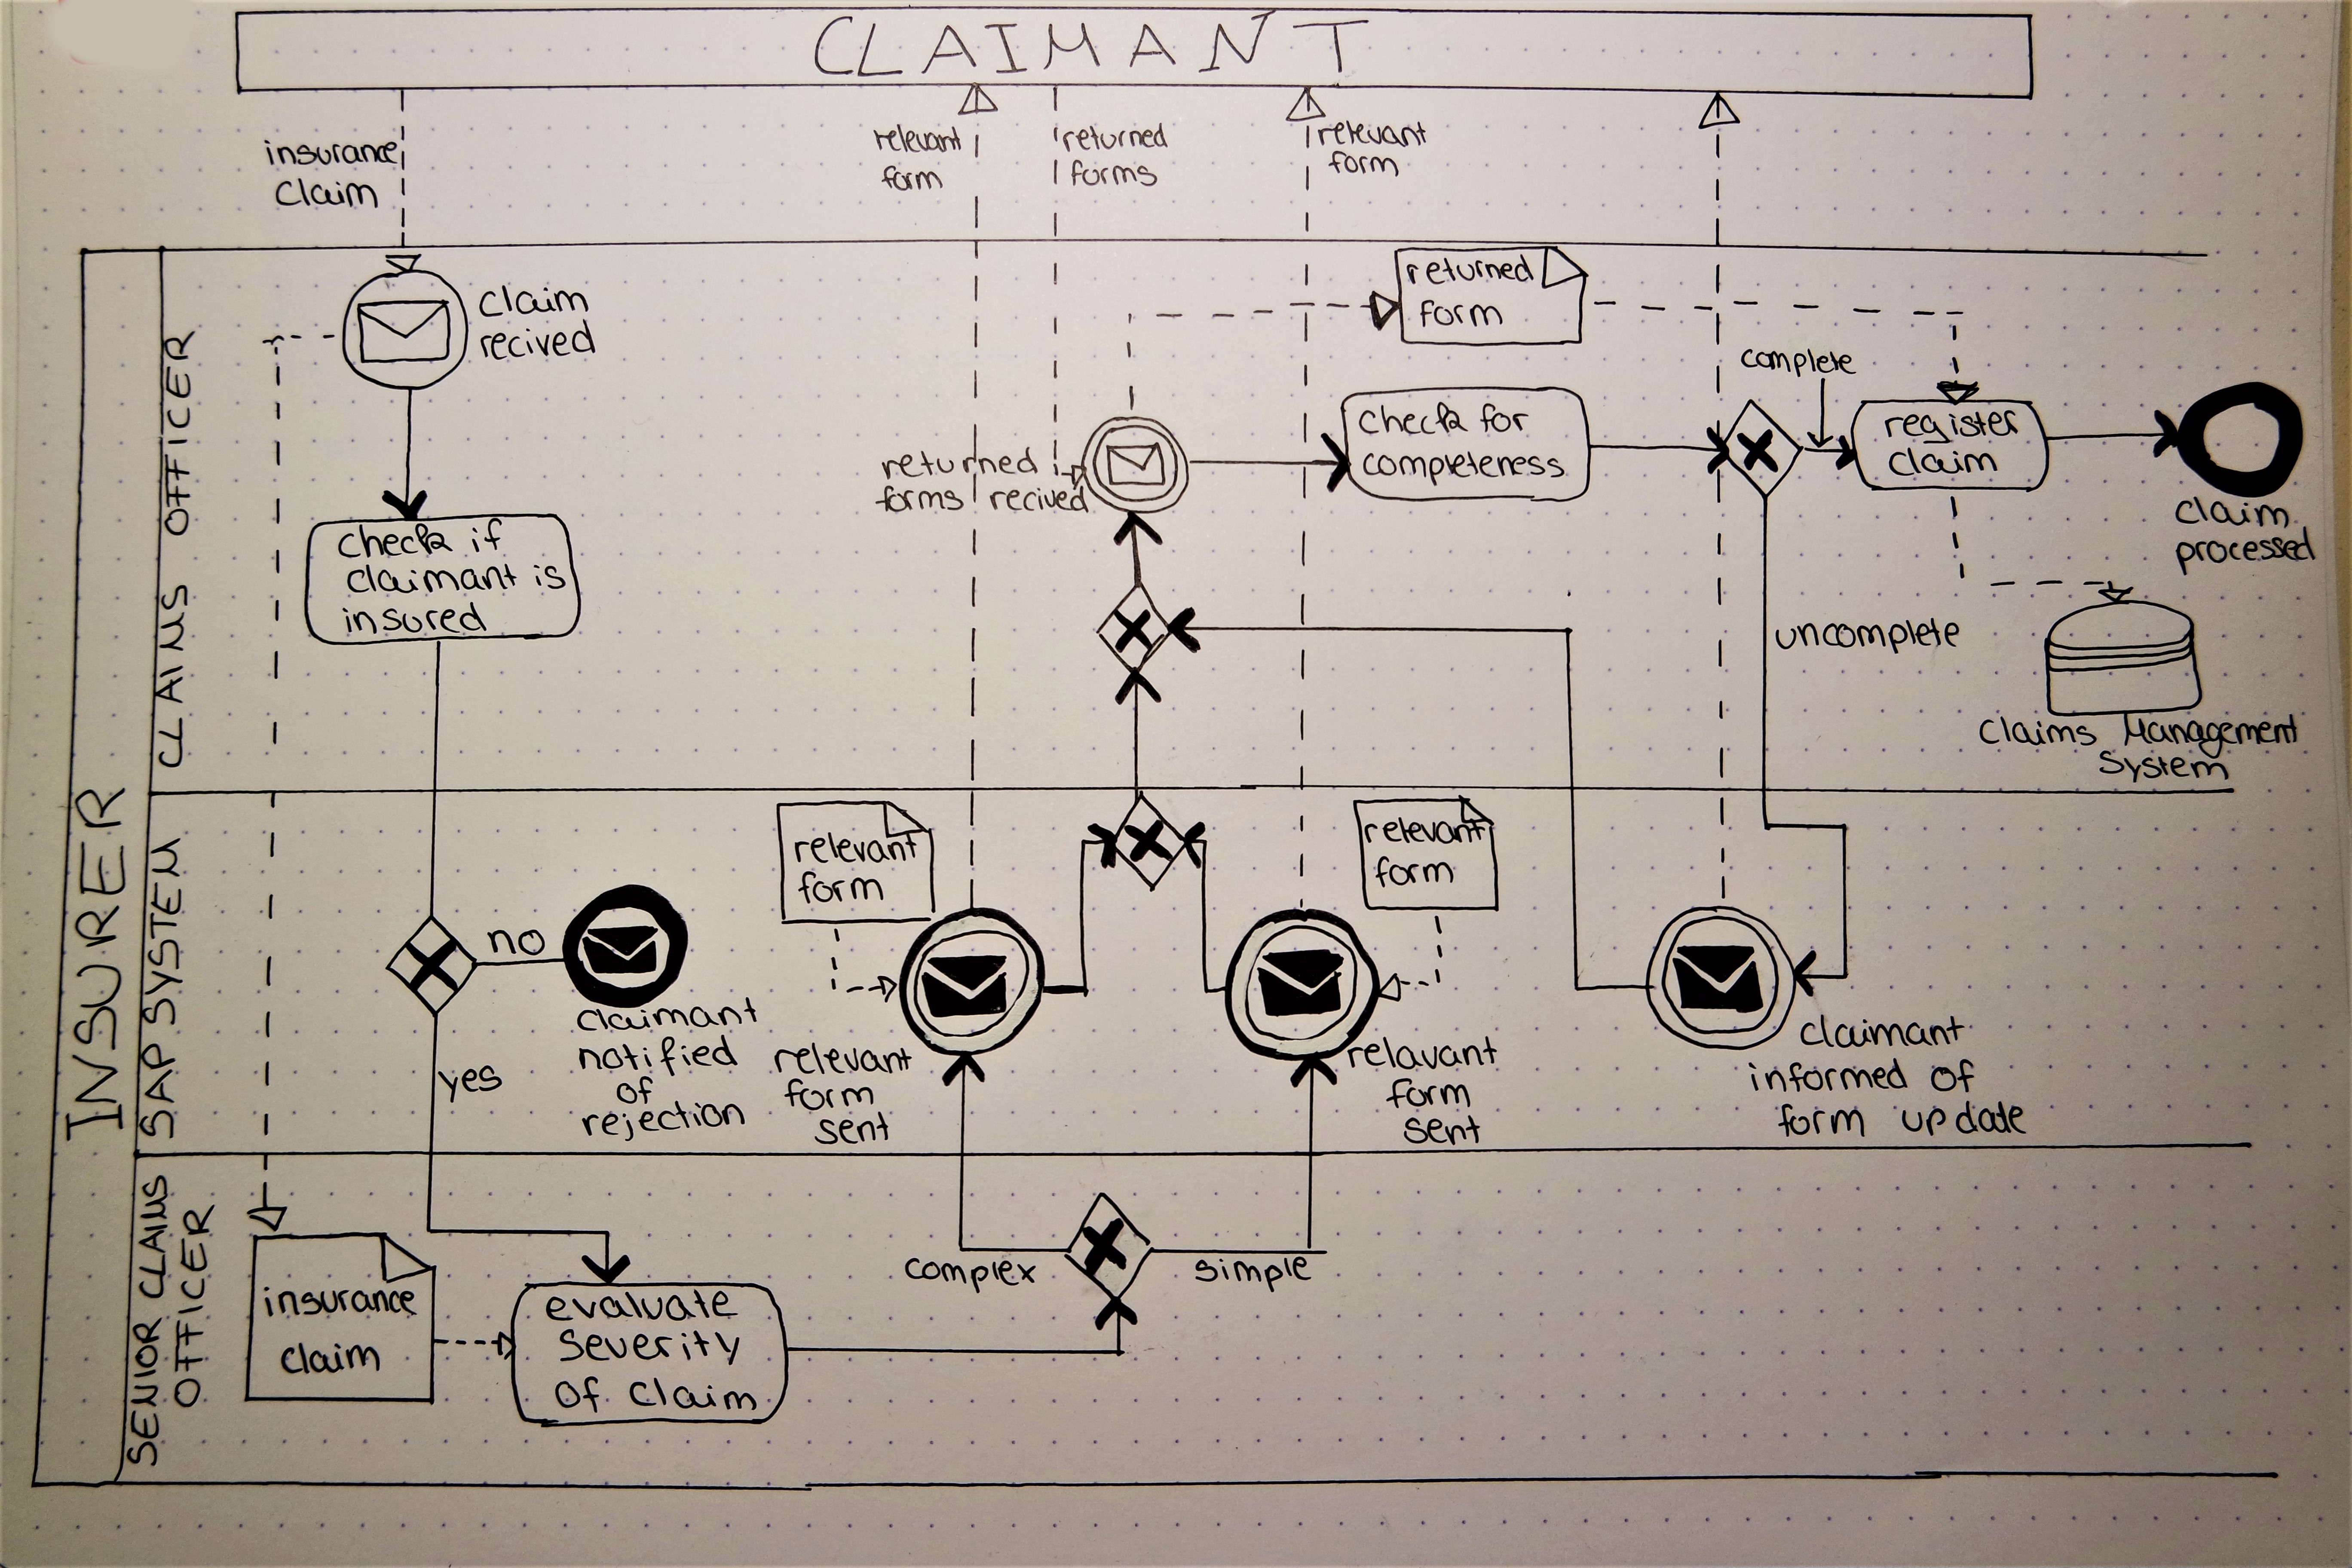 CLAIMANT
insurance
Claim
relevant
form
returned
forms
relevant
form
INSURER
CLAIMS OFFICER
claim
recived
returned
form
complete
check if
claimant is
insured
returned
forms recived
check for
completeness
register
claim
claim
processed
uncomplete
Claims Management
System
SAP SYSTEM
no
claimant
notified
of
rejection
yes
relevant
form
relevant
form
sent
relevant
form
relavant
form
sent
claimant
informed of
form update
SENIOR CLAIMS
OFFICER
insurance
claim
evaluate
severity
of claim
complex
simple